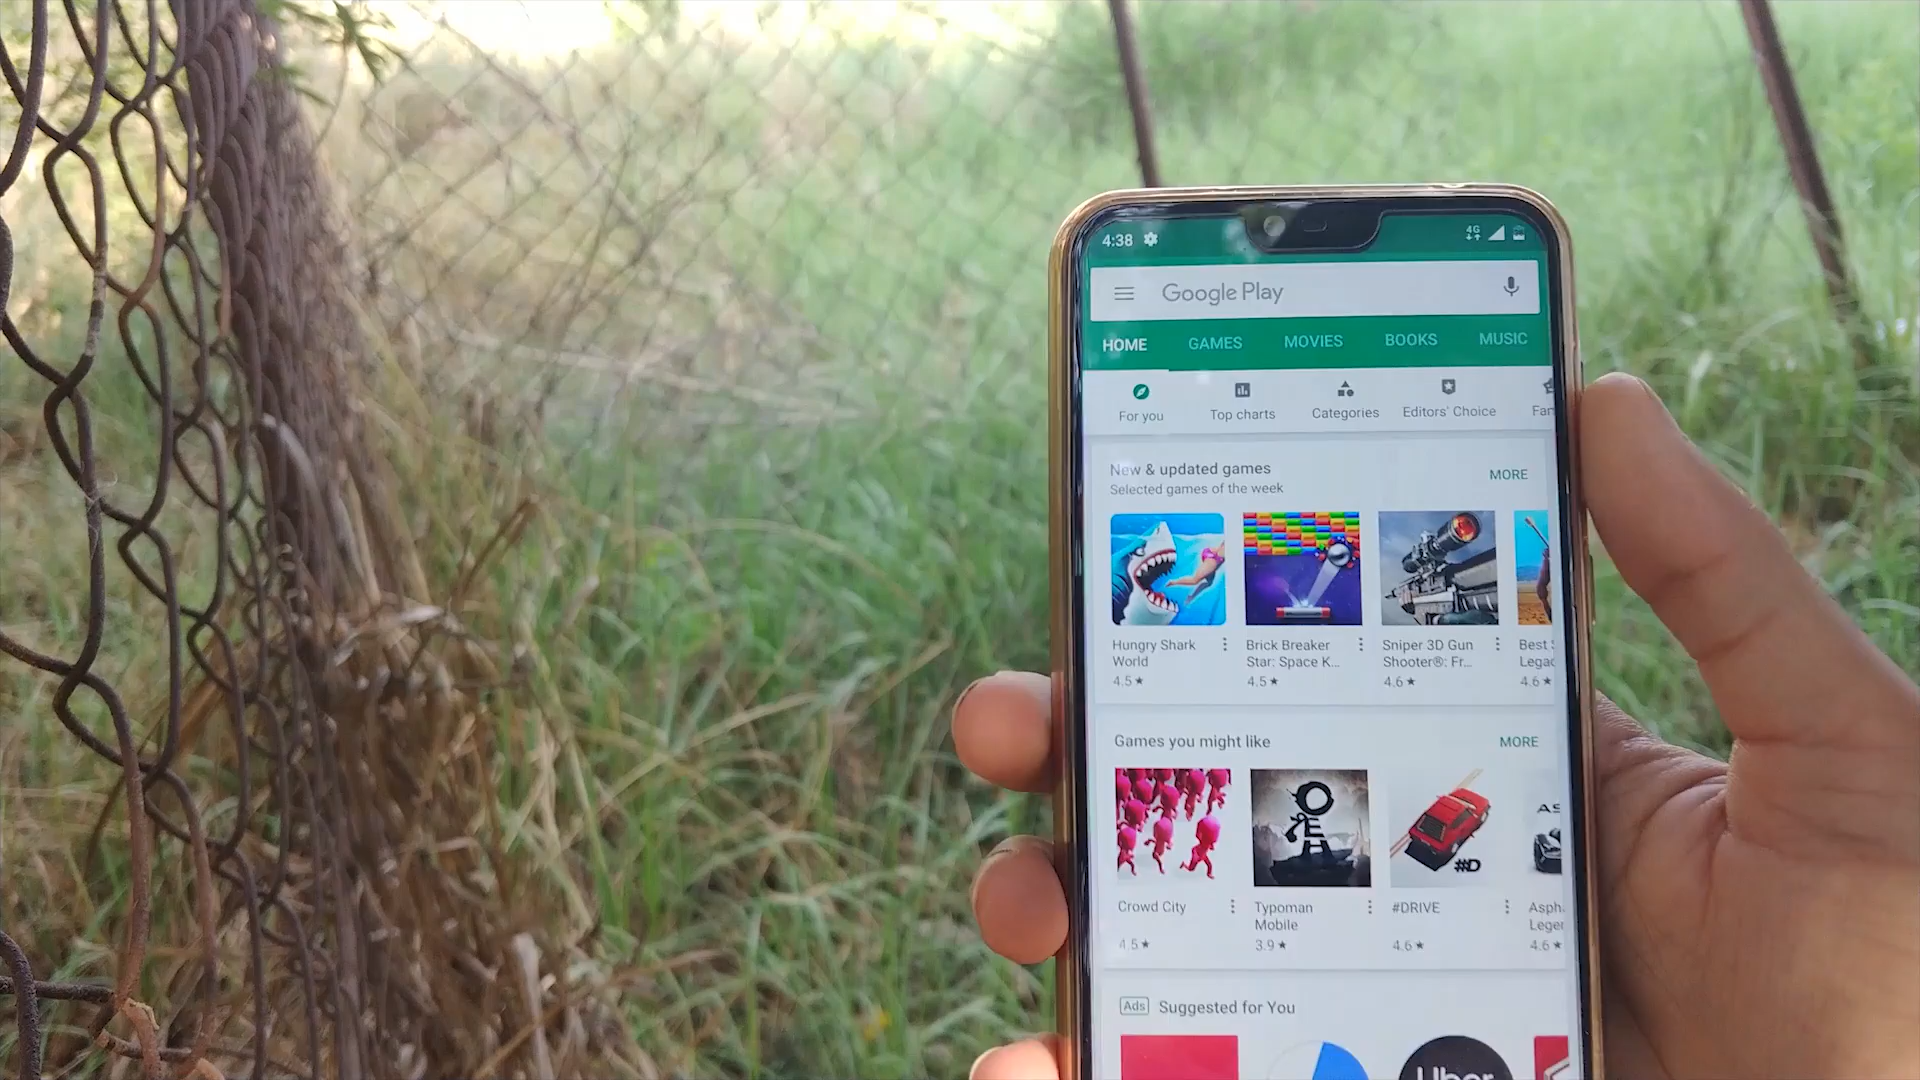 4:38
4G
Google Play
HOME GAMES MOVIES BOOKS MUSIC
For you Top charts Categories Editors' Choice
New & updated games MORE
Selected games of the week
Hungry Shark World
4.5★
Brick Breaker Star: Space K...
4.5★
Sniper 3D Gun Shooter®: Fr...
4.6★
Best
4.6★
Games you might like MORE
#D
Crowd City
4.5★
Typoman Mobile
3.9★
#DRIVE
4.6★
4.6★
Ads Suggested for You
Uber